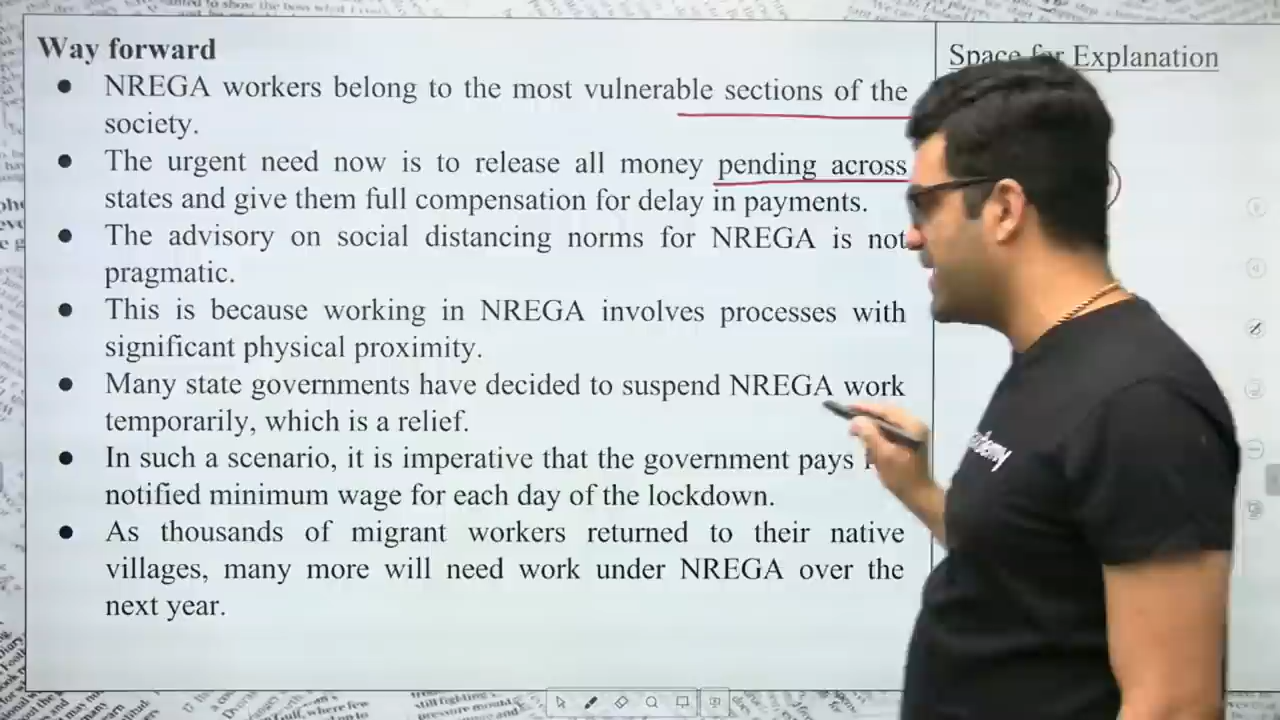 Way forward
Space for Explanation
● NREGA workers belong to the most vulnerable sections of the
society.
● The urgent need now is to release all money pending across
states and give them full compensation for delay in payments.
● The advisory on social distancing norms for NREGA is not
pragmatic.
● This is because working in NREGA involves processes with
significant physical proximity.
● Many state governments have decided to suspend NREGA work
temporarily, which is a relief.
● In such a scenario, it is imperative that the government pays
notified minimum wage for each day of the lockdown.
● As thousands of migrant workers returned to their native
villages, many more will need work under NREGA over the
next year.